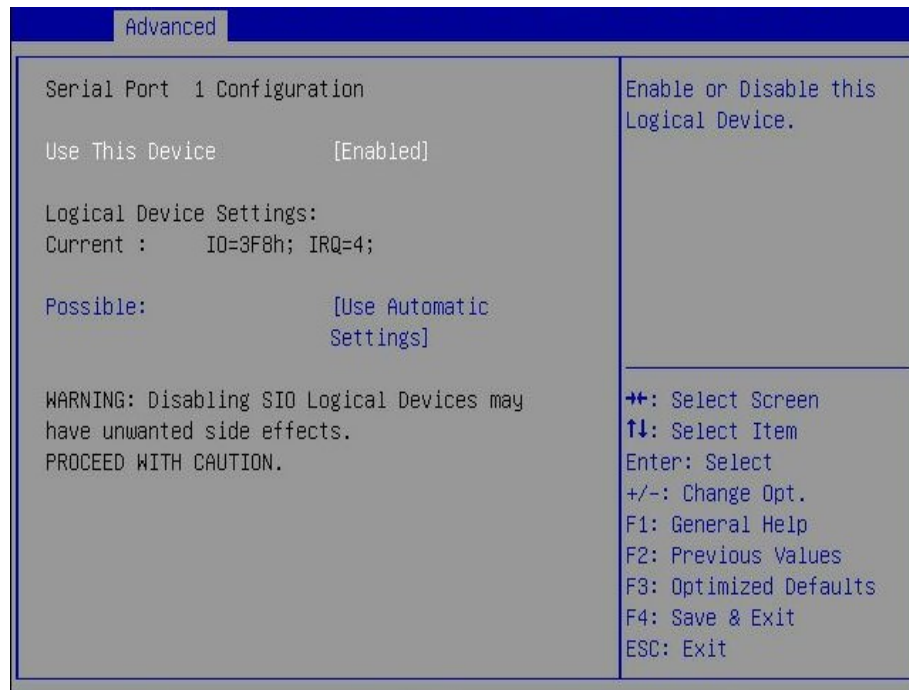 Advanced
Serial Port  1 Configuration
Use This Device [Enabled]
Logical Device Settings:
Current : IO=3F8h; IRQ=4;
Possible: [Use Automatic
Settings]
WARNING: Disabling SIO Logical Devices may
have unwanted side effects.
PROCEED WITH CAUTION.
Enable or Disable this
Logical Device.
→←: Select Screen
↑↓: Select Item
Enter: Select
+/-: Change Opt.
F1: General Help
F2: Previous Values
F3: Optimized Defaults
F4: Save & Exit
ESC: Exit